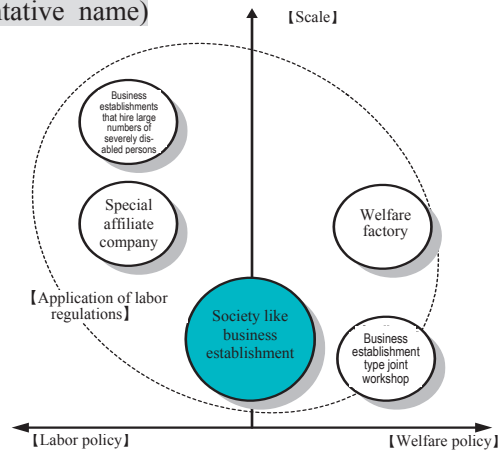 ntative name)
【Scale】
Business
establishments
that hire large
numbers of
severely dis-
abled persons
Special
affiliate
company
Welfare
factory
【Application of labor
regulations】
Society like
business
establishment
Business
establishment
type joint
workshop
【Labor policy】
【Welfare policy】